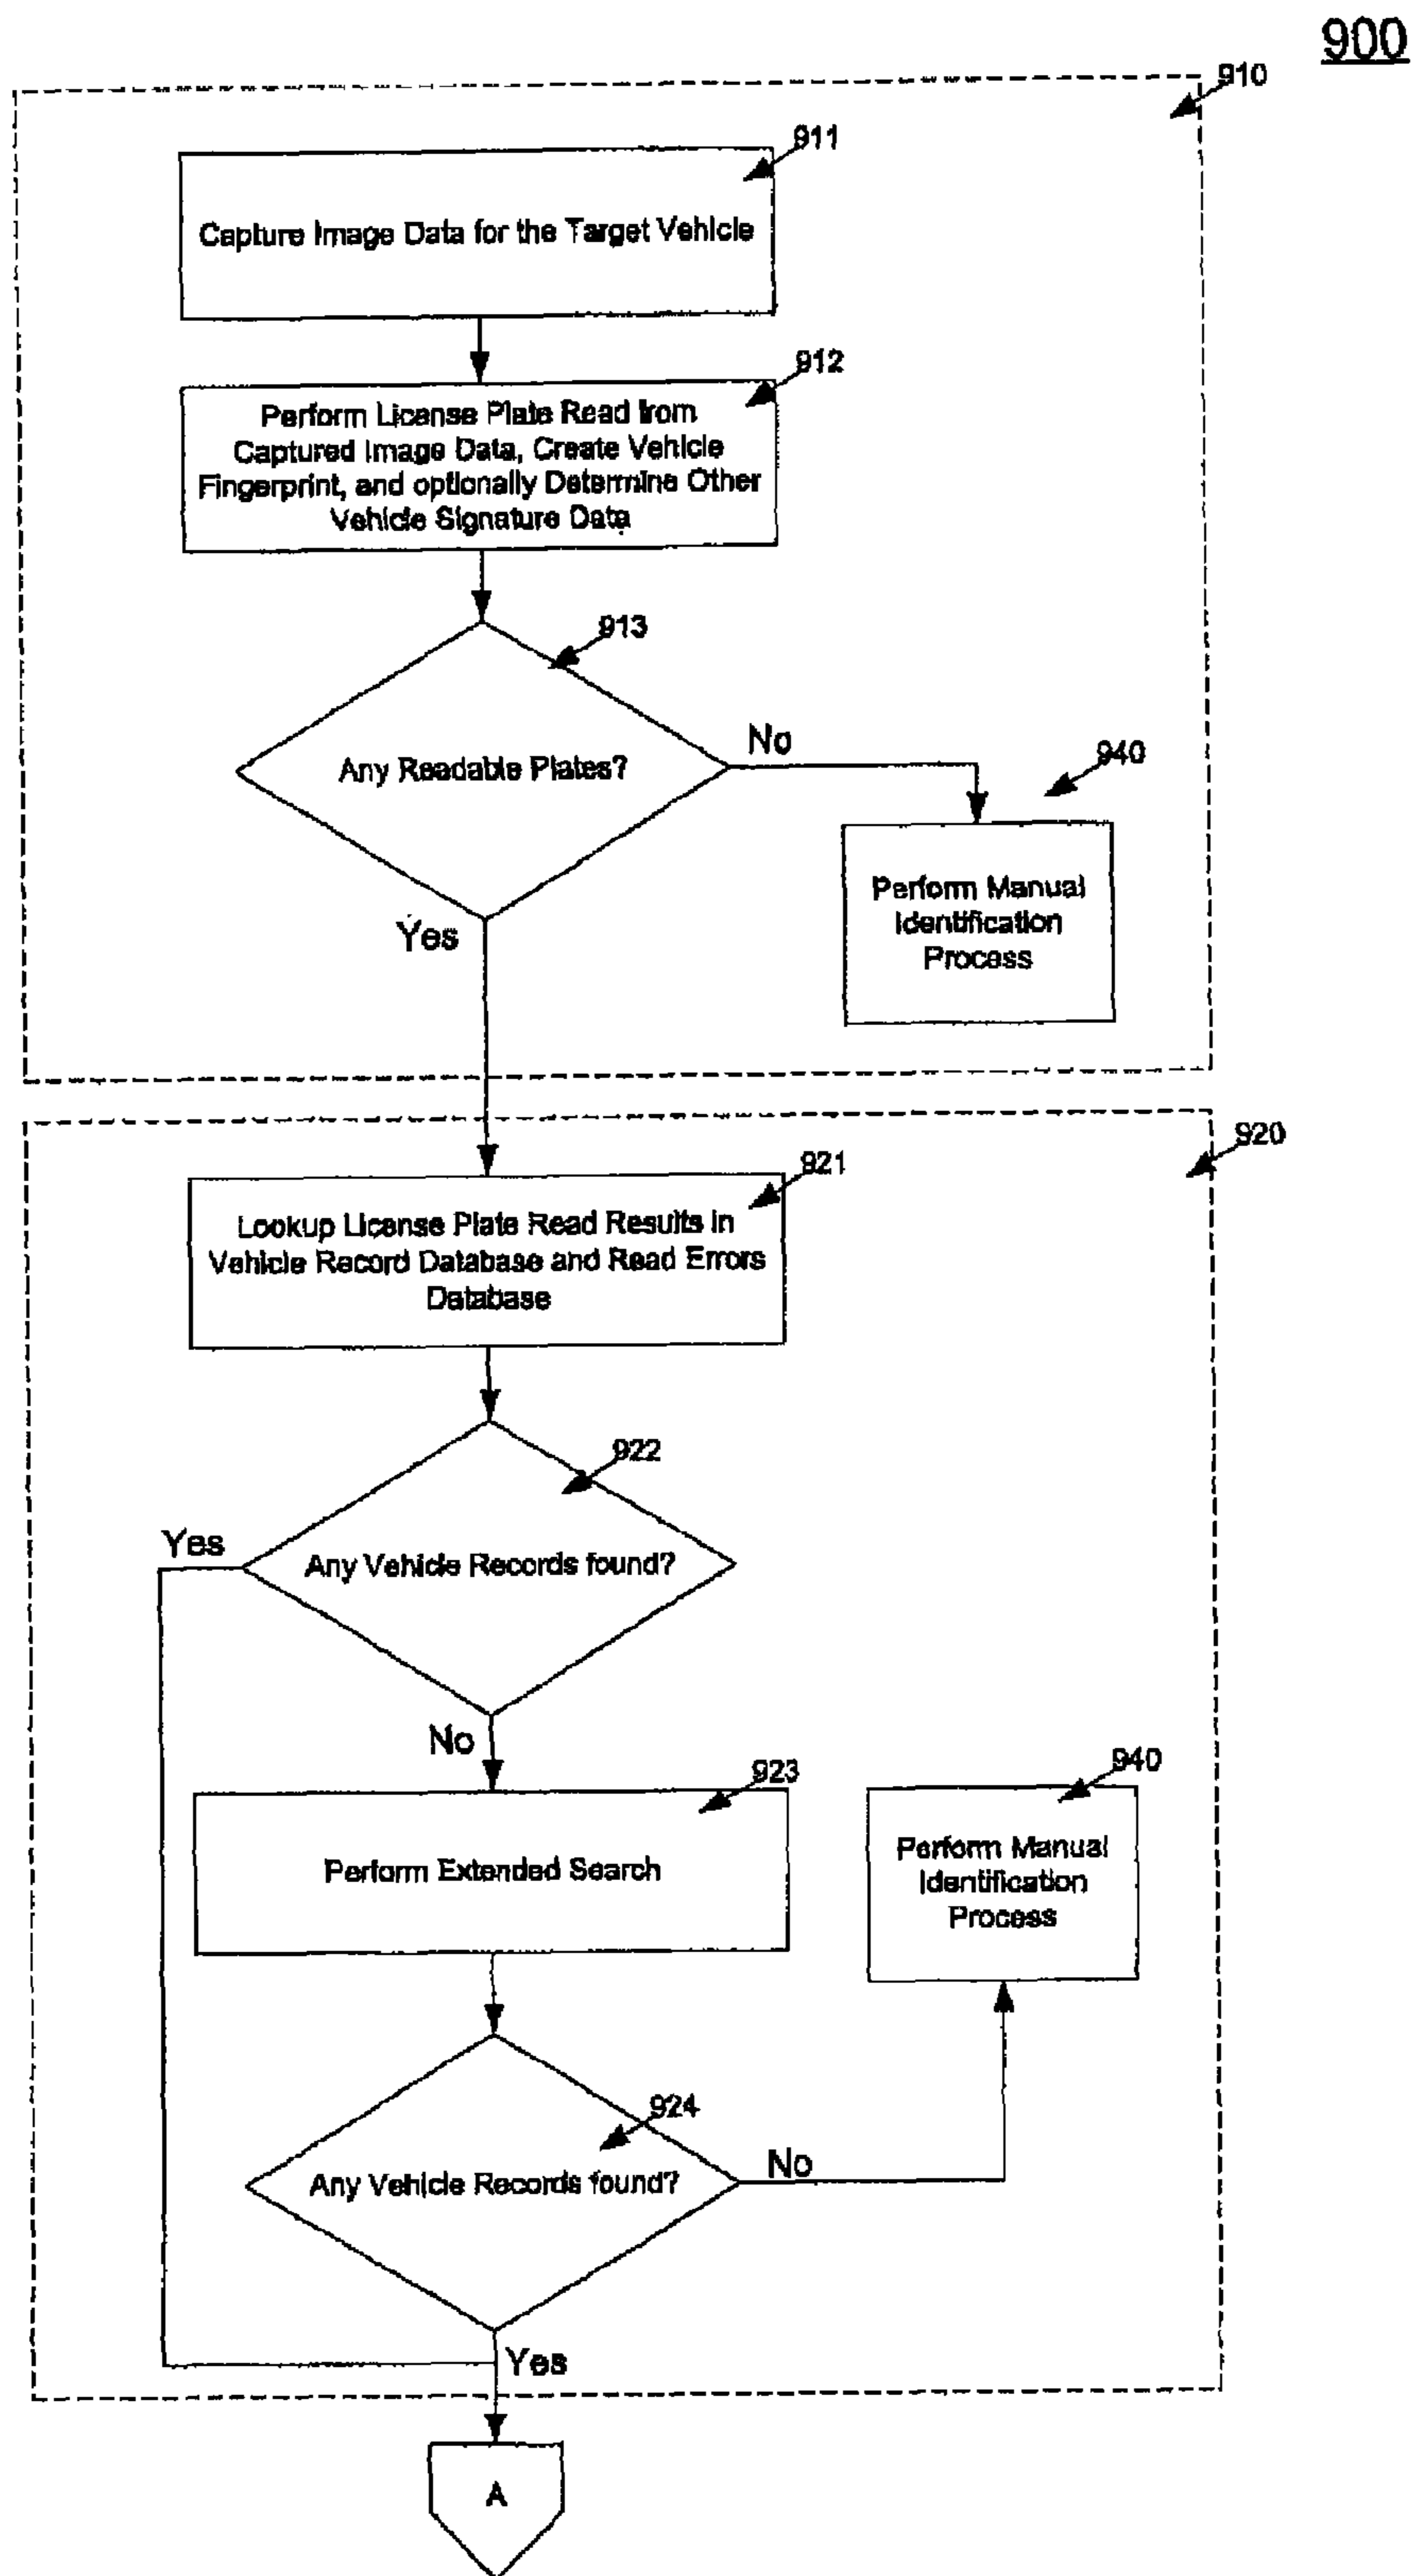 900
910
911
Capture Image Data for the Target Vehicle
912
Perform License Plate Read from
Captured Image Data, Create Vehicle
Fingerprint, and optionally Determine Other
Vehicle Signature Data
913
Any Readable Plates?
No
940
Perform Manual
Identification
Process
Yes
920
921
Lookup License Plate Read Results in
Vehicle Record Database and Read Errors
Database
922
Yes
Any Vehicle Records found?
No
923
940
Perform Extended Search
Perform Manual
Identification
Process
924
Any Vehicle Records found?
No
Yes
A